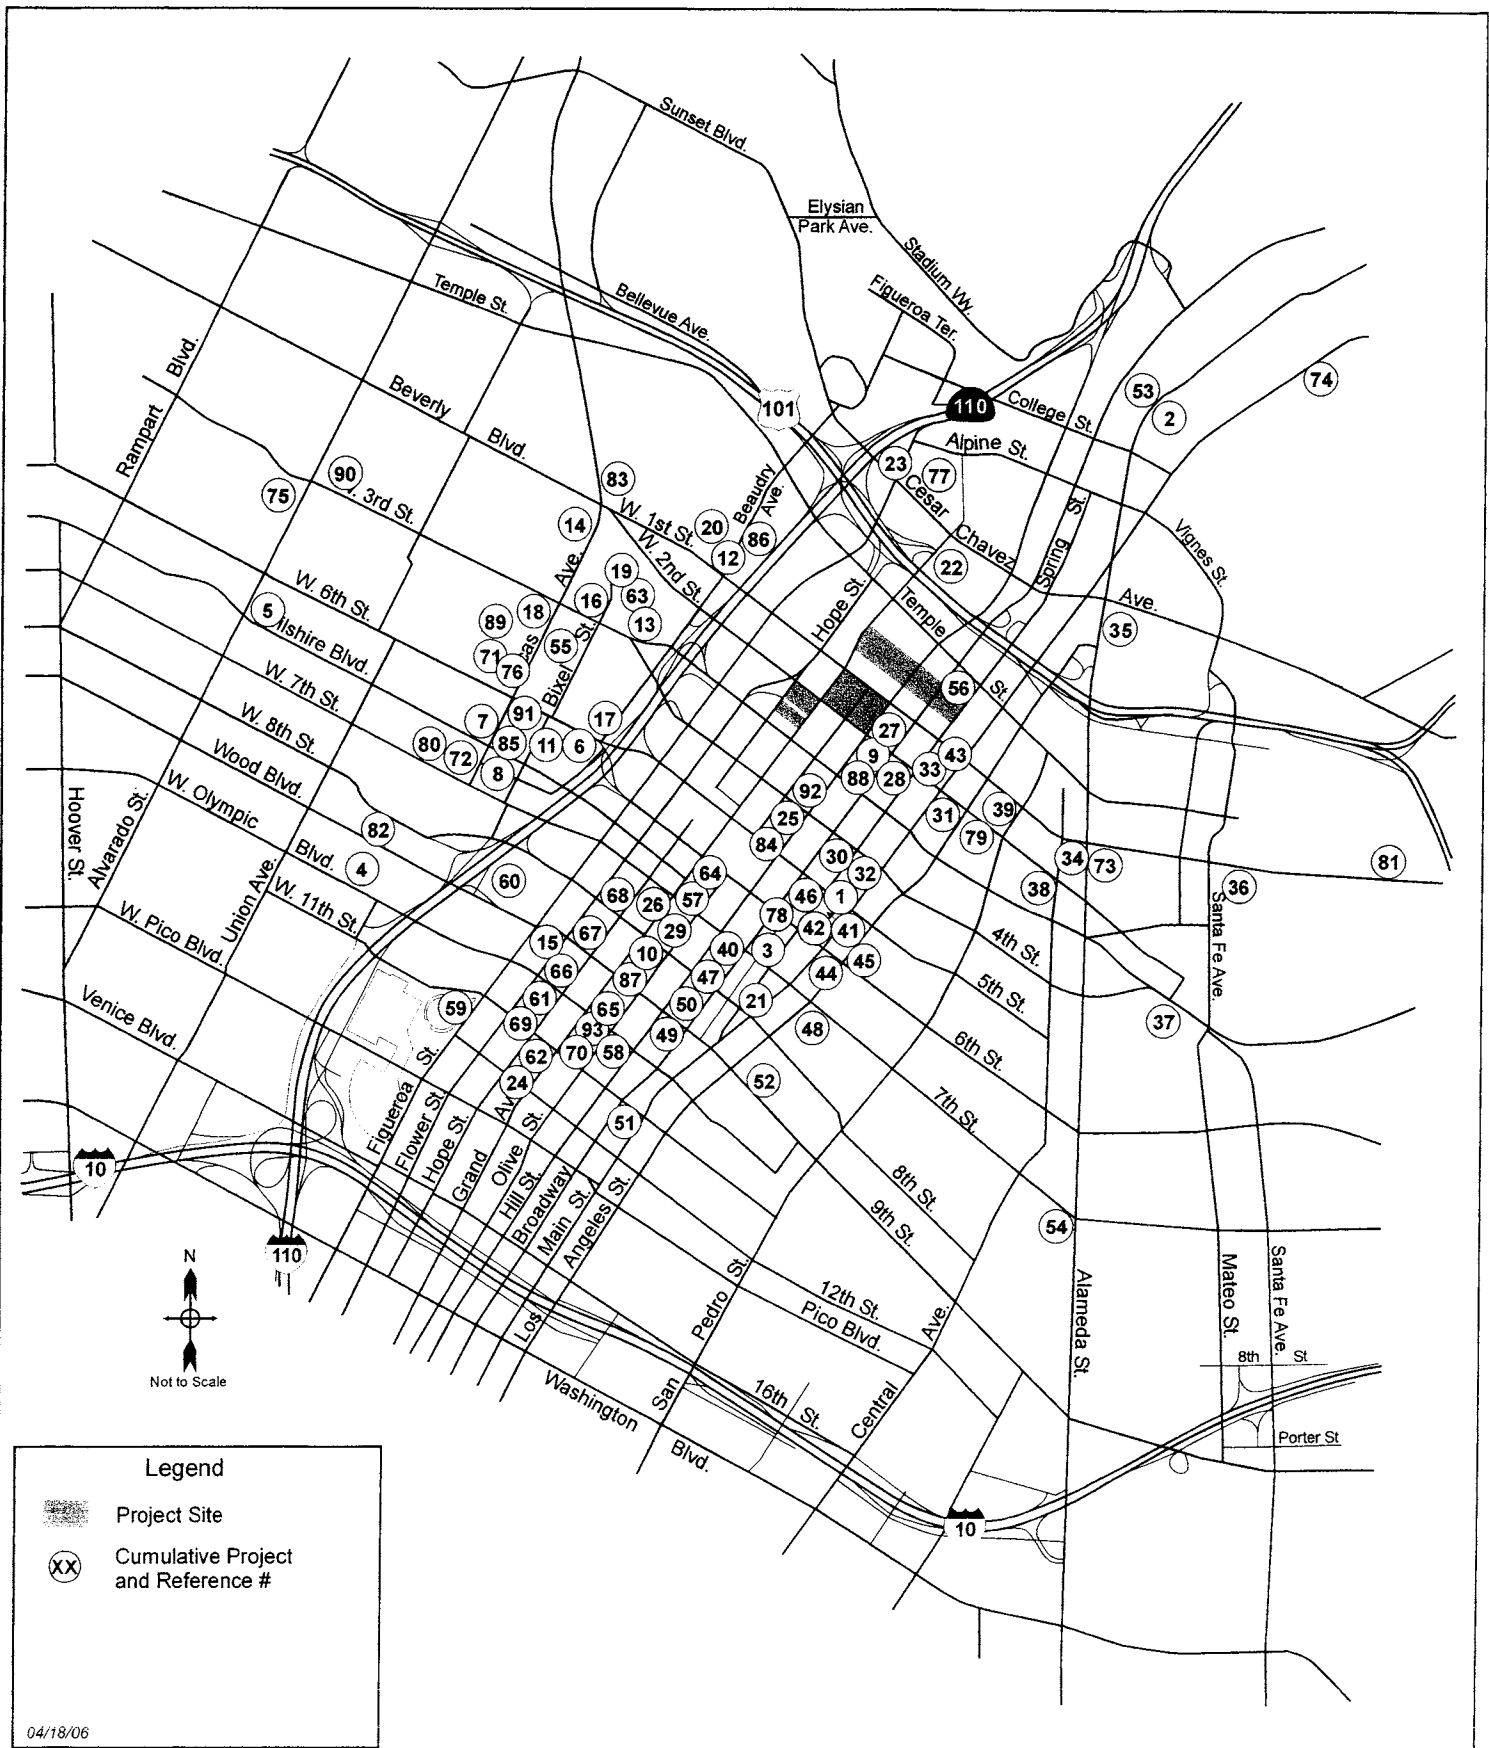 Sunset Blvd.
Elysian
Park Ave.
Stadium Wy.
Figueroa Ter.
Bellevue Ave.
Temple St.
Beverly
Blvd.
Rampart
Blvd.
101
110
College St.
Alpine St.
53
2
74
23
77
Cesar
Chavez
Ave.
Beaudry
Ave.
83
90
75
W. 3rd St.
14
W. 1st St.
20
12
86
W. 2nd St.
22
Spring
St.
Vignes St.
35
Hope St.
Temple
St.
56
W. 6th St.
5
ilshire Blvd.
89
18
16
19
63
13
55
71
76
cas
Ave.
Bixel St.
W. 7th St.
W. 8th St.
7
91
17
80
72
85
11
6
8
Wood Blvd.
W. Olympic
Blvd.
82
4
60
W. 11th St.
W. Pico Blvd.
Venice Blvd.
Hoover St.
Alvarado St.
Union Ave.
27
9
88
28
33
43
92
25
84
31
79
39
30
32
34
73
38
36
81
64
68
26
57
46
1
78
42
41
15
67
29
10
40
3
44
45
66
87
47
61
59
69
65
50
21
93
49
48
62
70
58
24
52
51
37
Santa Fe Ave.
4th St.
5th St.
6th St.
7th St.
8th St.
9th St.
54
12th St.
Pico Blvd.
16th
St.
Figueroa
St.
Flower St.
Hope St.
Grand
Av
Olive St.
Hill St.
Broadway
Main St.
Los
Angeles St.
San
Pedro
St.
Central
Ave.
Alameda St.
Mateo St.
Santa Fe Ave.
8th St
Porter St
Washington
Blvd.
10
110
10
N
Not to Scale
Legend
Project Site
XX
Cumulative Project
and Reference #
04/18/06